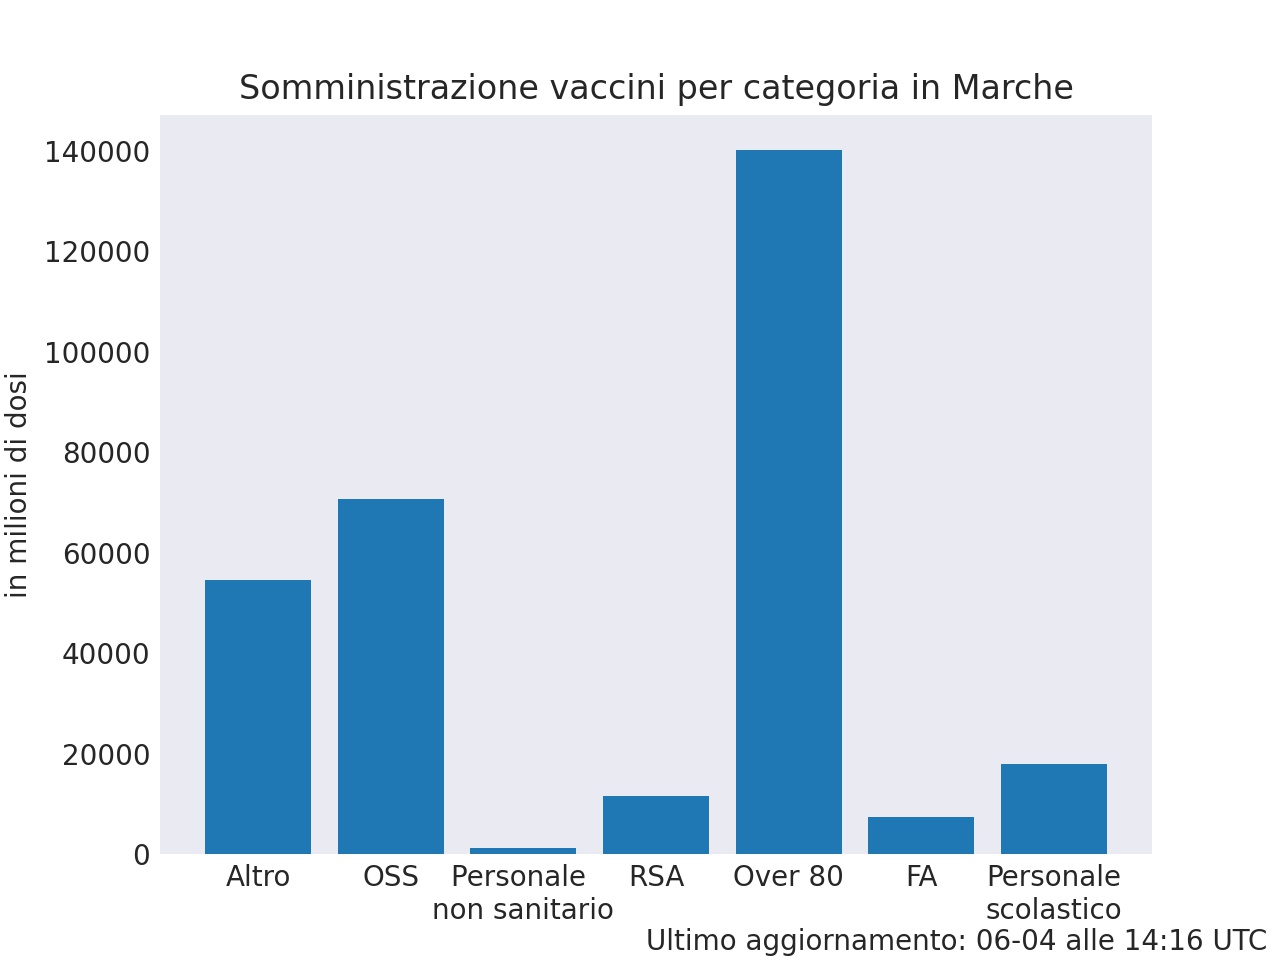 Somministrazione vaccini per categoria in Marche
in milioni di dosi
140000
120000
100000
80000
60000
40000
20000
0
Altro OSS Personale non sanitario RSA Over 80 FA Personale scolastico
Ultimo aggiornamento: 06-04 alle 14:16 UTC